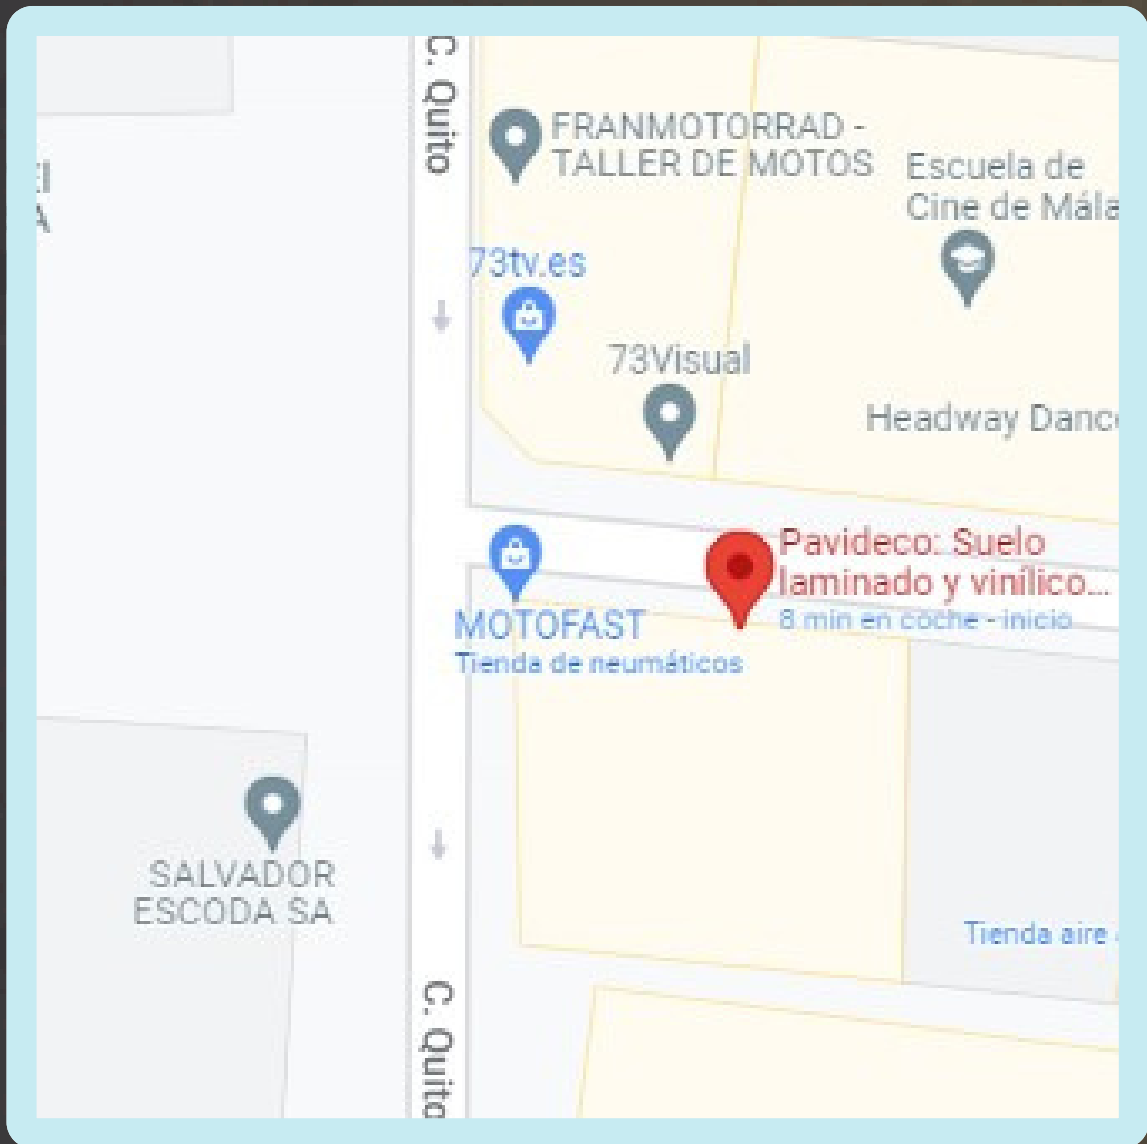 C. Quito
FRANMOTORRAD -
TALLER DE MOTOS
Escuela de
Cine de Mála
EI
A
73tv.es
73Visual
Headway Danc
Pavideco: Suelo
laminado y vinílico...
8 min en coche - inicio
MOTOFAST
Tienda de neumáticos
SALVADOR
ESCODA SA
Tienda aire
C. Quito